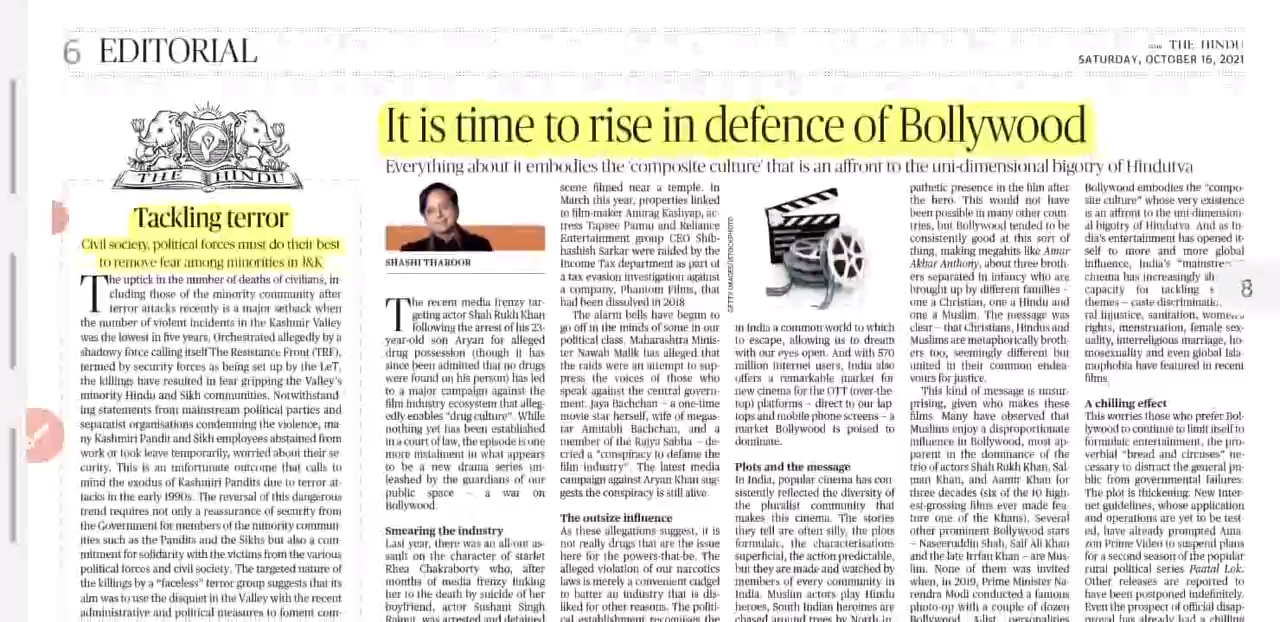 6 EDITORIAL
THE HINDU
SATURDAY, OCTOBER 16, 2021
THE HINDU
Tackling terror
Civil society, political forces must do their best
to remove fear among minorities in J&K
The uptick in the number of deaths of civilians, in-
cluding those of the minority community after
terror attacks recently is a major setback when
the number of violent incidents in the Kashmir Valley
was the lowest in five years. Orchestrated allegedly by a
shadowy force calling itself The Resistance Front (TRF),
termed by security forces as being set up by the LeT,
the killings have resulted in fear gripping the Valley's
minority Hindu and Sikh communities. Notwithstand
ing statements from mainstream political parties and
separatist organisations condemning the violence, ma
ny Kashmiri Pandit and Sikh employees abstained from
work or took leave temporarily, worried about their se
curity. This is an unfortunate outcome that calls to
mind the exodus of Kashmiri Pandits due to terror at
tacks in the early 1990s. The reversal of this dangerous
trend requires not only a reassurance of security from
the Government for members of the minority commun
ities such as the Pandits and the Sikhs but also a com
mitment for solidarity with the victims from the various
political forces and civil society. The targeted nature of
the killings by a "faceless" terror group suggests that its
aim was to use the disquiet in the Valley with the recent
administrative and political measures to foment com-
It is time to rise in defence of Bollywood
Everything about it embodies the 'composite culture' that is an affront to the uni-dimensional bigotry of Hindutva
SHASHI THAROOR
The recent media frenzy tar-
geting actor Shah Rukh Khan
following the arrest of his 23-
year-old son Aryan for alleged
drug possession (though it has
since been admitted that no drugs
were found on his person) has led
to a major campaign against the
film industry ecosystem that alleg-
edly enables "drug culture". While
nothing yet has been established
in a court of law, the episode is one
more instalment in what appears
to be a new drama series un-
leashed by the guardians of our
public space – a war on
Bollywood.
Smearing the industry
Last year, there was an all-out as-
sault on the character of starlet
Rhea Chakraborty who, after
months of media frenzy linking
her to the death by suicide of her
boyfriend, actor Sushant Singh
Rajput, was arrested and detained
scene filmed near a temple. In
March this year, properties linked
to film-maker Anurag Kashyap, ac-
tress Tapsee Pannu and Reliance
Entertainment group CEO Shib-
hashish Sarkar were raided by the
Income Tax department as part of
a tax evasion investigation against
a company, Phantom Films, that
had been dissolved in 2018
The alarm bells have begun to
go off in the minds of some in our
political class. Maharashtra Minis-
ter Nawab Malik has alleged that
the raids were an attempt to sup-
press the voices of those who
speak against the central govern-
ment. Jaya Bachchan – a one-time
movie star herself, wife of megas-
tar Amitabh Bachchan, and a
member of the Rajya Sabha – de-
cried a "conspiracy to defame the
film industry". The latest media
campaign against Aryan Khan sug-
gests the conspiracy is still alive.
The outsize influence
As these allegations suggest, it is
not really drugs that are the issue
here for the powers-that-be. The
alleged violation of our narcotics
laws is merely a convenient cudgel
to batter an industry that is dis-
liked for other reasons. The politi-
cal establishment recognises the
GETTY IMAGES/ISTOCKPHOTO
in India a common world to which
to escape, allowing us to dream
with our eyes open. And with 570
million internet users, India also
offers a remarkable market for
new cinema for the OTT (over-the-
top) platforms – direct to our lap
tops and mobile phone screens – a
market Bollywood is poised to
dominate.
Plots and the message
In India, popular cinema has con-
sistently reflected the diversity of
the pluralist community that
makes this cinema. The stories
they tell are often silly, the plots
formulaic, the characterisations
superficial, the action predictable,
but they are made and watched by
members of every community in
India. Muslim actors play Hindu
heroes, South Indian heroines are
chased around trees by North-In-
pathetic presence in the film after
the hero. This would not have
been possible in many other coun-
tries, but Bollywood tended to be
consistently good at this sort of
thing, making megahits like Amar
Akbar Anthony, about three broth-
ers separated in infancy who are
brought up by different families –
one a Christian, one a Hindu and
one a Muslim. The message was
clear – that Christians, Hindus and
Muslims are metaphorically broth-
ers too, seemingly different but
united in their common endea-
vours for justice.
This kind of message is unsur-
prising, given who makes these
films. Many have observed that
Muslims enjoy a disproportionate
influence in Bollywood, most ap-
parent in the dominance of the
trio of actors Shah Rukh Khan, Sal-
man Khan, and Aamir Khan for
three decades (six of the 10 high-
est-grossing films ever made fea-
ture one of the Khans). Several
other prominent Bollywood stars
– Naseeruddin Shah, Saif Ali Khan
and the late Irrfan Khan – are Mus-
lim. None of them was invited
when, in 2019, Prime Minister Na-
rendra Modi conducted a famous
photo-op with a couple of dozen
Bollywood A-list personalities
Bollywood embodies the "compo-
site culture" whose very existence
is an affront to the uni-dimension-
al bigotry of Hindutva. And as In-
dia's entertainment has opened it-
self to more and more global
influence, India's "mainstre
cinema has increasingly sh
capacity for tackling s
themes – caste discriminatic
ral injustice, sanitation, women
rights, menstruation, female sex-
uality, interreligious marriage, ho-
mosexuality and even global Isla-
mophobia have featured in recent
films.
8
A chilling effect
This worries those who prefer Bol-
lywood to continue to limit itself to
formulaic entertainment, the pro-
verbial "bread and circuses" ne-
cessary to distract the general pu-
blic from governmental failures.
The plot is thickening: New Inter-
net guidelines, whose application
and operations are yet to be test-
ed, have already prompted Ama-
zon Prime Video to suspend plans
for a second season of the popular
rural political series Paatal Lok.
Other releases are reported to
have been postponed indefinitely.
Even the prospect of official disap-
proval has already had a chilling